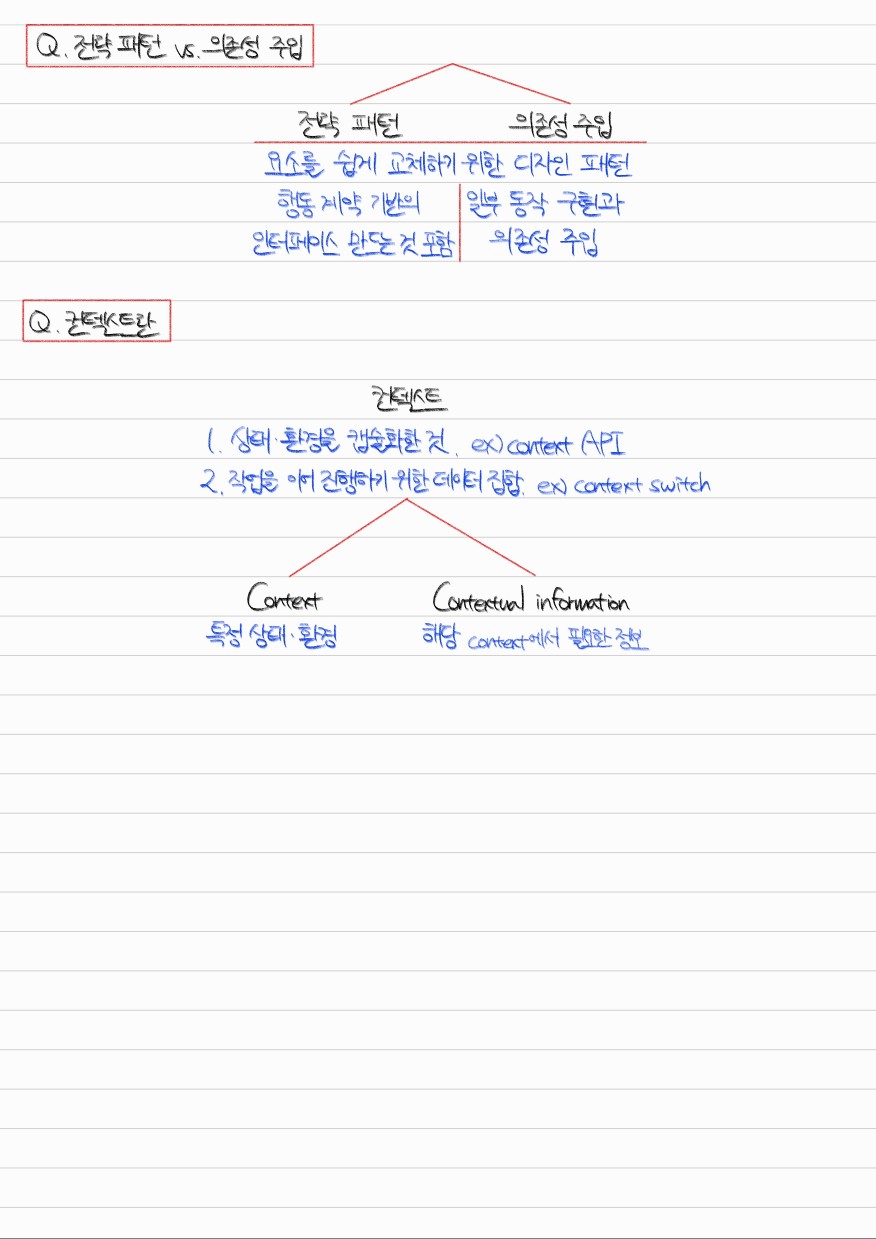 Q. 전략 패턴 vs. 의존성 주입
전략 패턴 의존성 주입
요소를 쉽게 교체하기 위한 디자인 패턴
행동 계약 기반의 일부 동작 구현과
인터페이스 만드는 것 포함 의존성 주입
Q. 컨텍스트란
컨텍스트
1. 상태·환경을 캡슐화한 것. ex) context API
2. 작업을 이어 진행하기 위한 데이터 집합. ex) context switch
Context Contextual information
특정 상태·환경 해당 context에서 필요한 정보